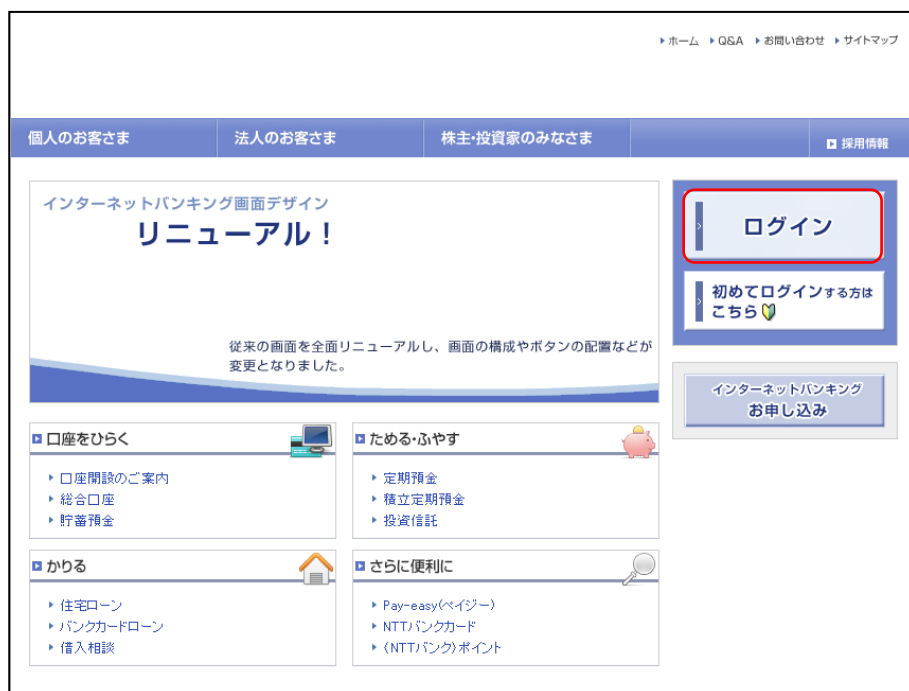 ホーム Q&A お問い合わせ サイトマップ
個人のお客さま 法人のお客さま 株主・投資家のみなさま 採用情報
インターネットバンキング画面デザイン
リニューアル！
従来の画面を全面リニューアルし、画面の構成やボタンの配置などが
変更となりました。
ログイン
初めてログインする方は
こちら
インターネットバンキング
お申し込み
口座をひらく
口座開設のご案内
総合口座
貯蓄預金
ためる・ふやす
定期預金
積立定期預金
投資信託
かりる
住宅ローン
バンクカードローン
借入相談
さらに便利に
Pay-easy(ペイジー)
NTTバンクカード
〈NTTバンク〉ポイント